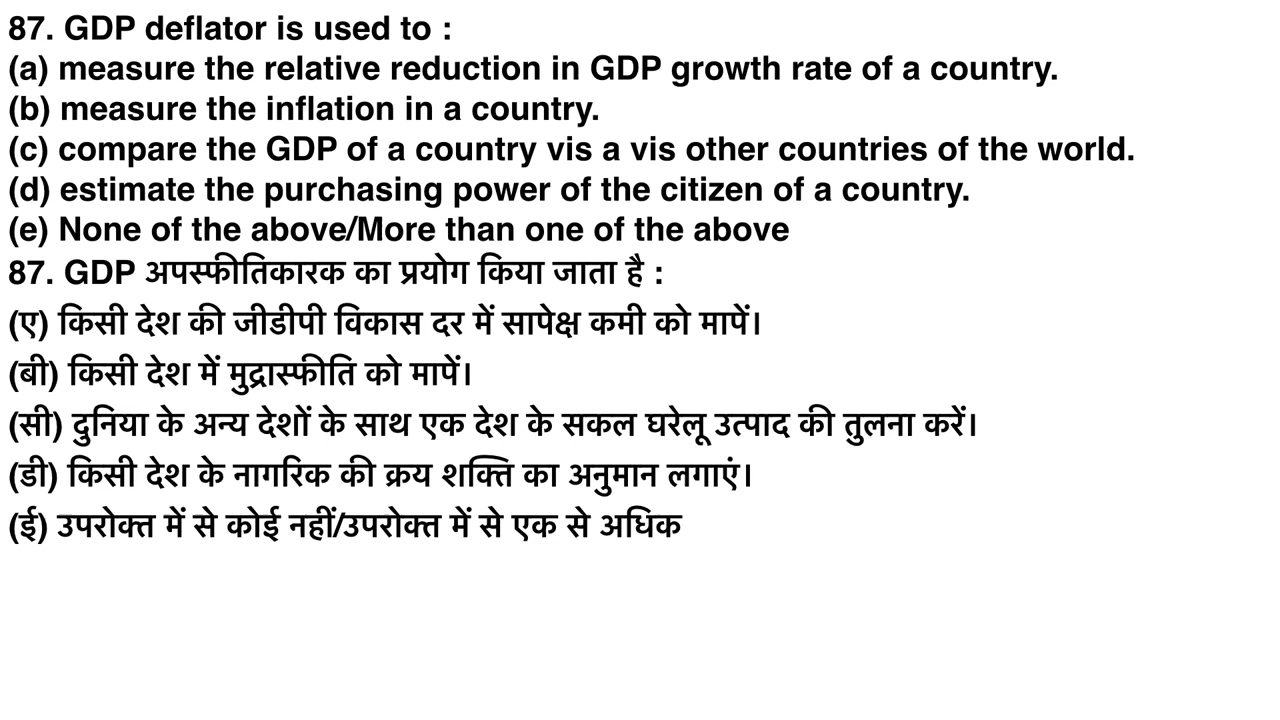 87. GDP deflator is used to :
(a) measure the relative reduction in GDP growth rate of a country.
(b) measure the inflation in a country.
(c) compare the GDP of a country vis a vis other countries of the world.
(d) estimate the purchasing power of the citizen of a country.
(e) None of the above/More than one of the above
87. GDP अपस्फीतिकारक का प्रयोग किया जाता है :
(ए) किसी देश की जीडीपी विकास दर में सापेक्ष कमी को मापें।
(बी) किसी देश में मुद्रास्फीति को मापें।
(सी) दुनिया के अन्य देशों के साथ एक देश के सकल घरेलू उत्पाद की तुलना करें।
(डी) किसी देश के नागरिक की क्रय शक्ति का अनुमान लगाएं।
(ई) उपरोक्त में से कोई नहीं/उपरोक्त में से एक से अधिक